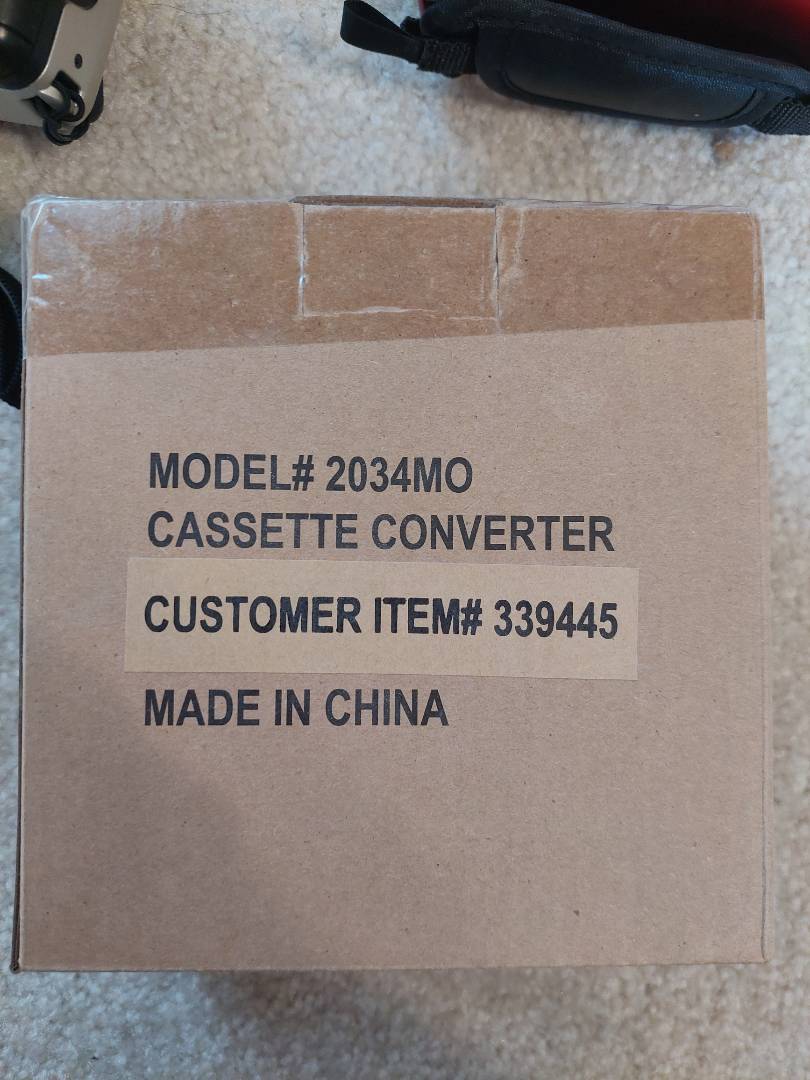 MODEL# 2034MO
CASSETTE CONVERTER
CUSTOMER ITEM# 339445
MADE IN CHINA